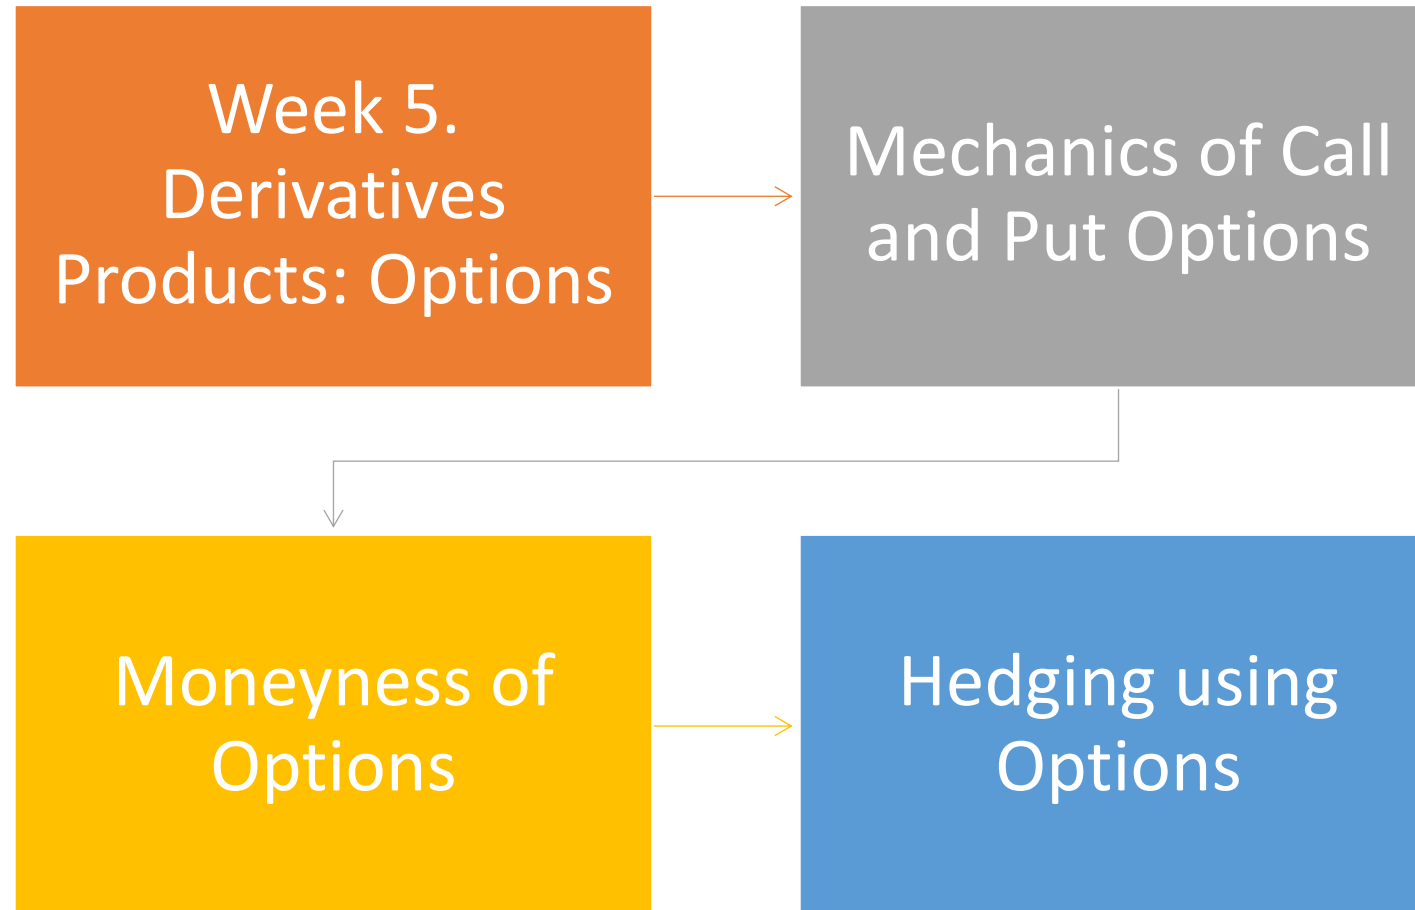 Week 5.
Derivatives
Products: Options
Mechanics of Call
and Put Options
Moneyness of
Options
Hedging using
Options